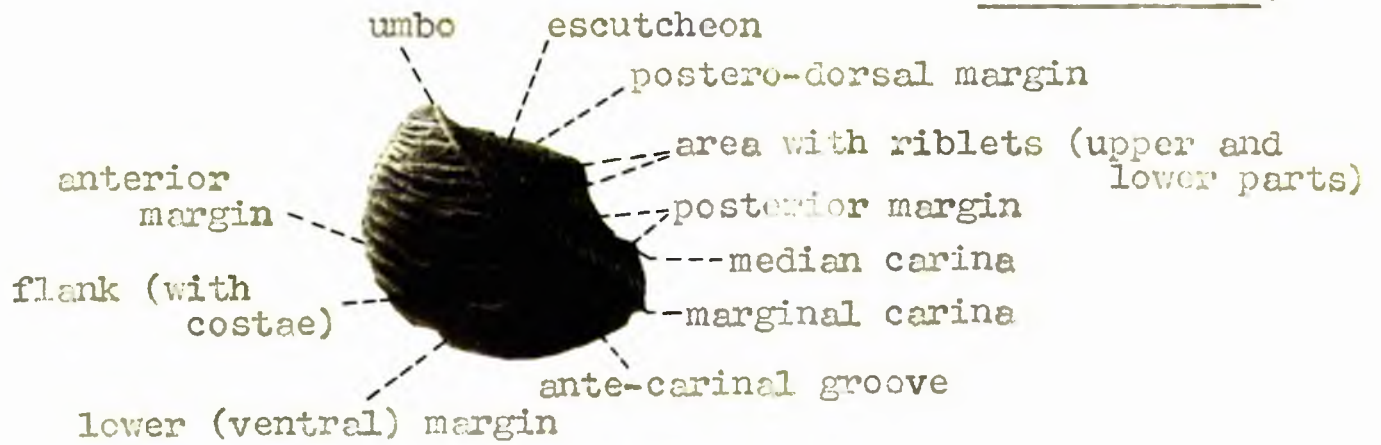 umbo
escutcheon
postero-dorsal margin
area with riblets (upper and
lower parts)
anterior
margin
posterior margin
median carina
flank (with
costae)
marginal carina
ante-carinal groove
lower (ventral) margin